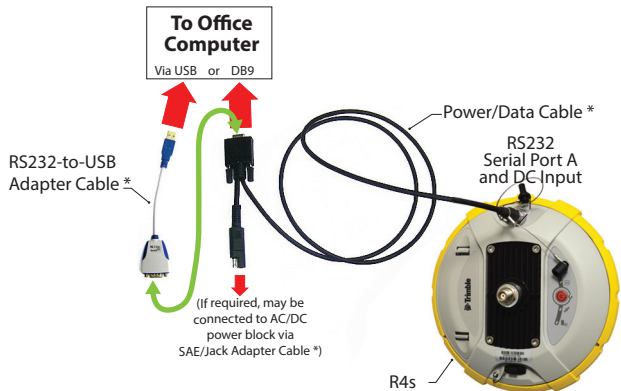 To Office
Computer
Via USB or DB9
Power/Data Cable *
RS232
Serial Port A
and DC Input
RS232-to-USB
Adapter Cable *
(If required, may be
connected to AC/DC
power block via
SAE/Jack Adapter Cable *)
Trimble
R4s